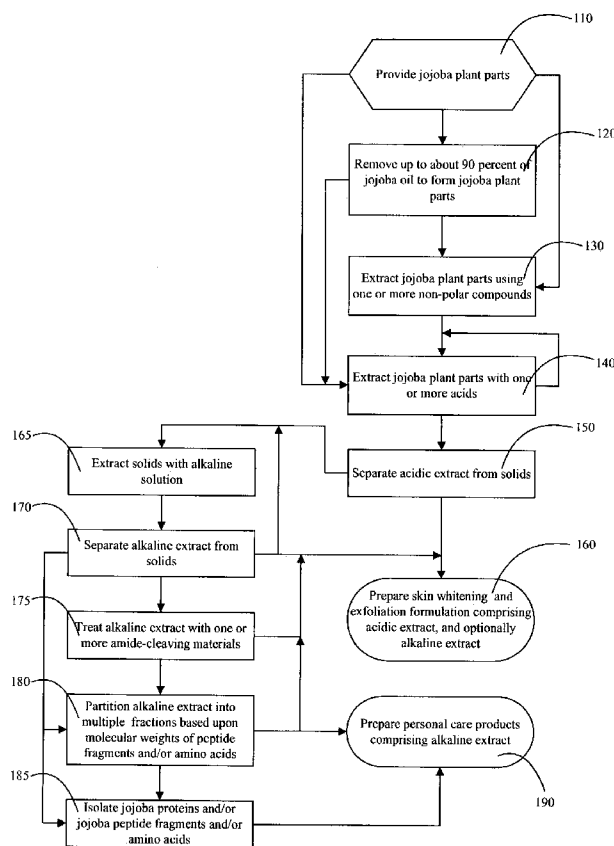 110
Provide jojoba plant parts
120
Remove up to about 90 percent of
jojoba oil to form jojoba plant
parts
130
Extract jojoba plant parts using
one or more non-polar compounds
140
Extract jojoba plant parts with one
or more acids
150
Separate acidic extract from solids
165
Extract solids with alkaline
solution
170
Separate alkaline extract from
solids
160
Prepare skin whitening and
exfoliation formulation comprising
acidic extract, and optionally
alkaline extract
175
Treat alkaline extract with one or
more amide-cleaving materials
180
Partition alkaline extract into
multiple fractions based upon
molecular weights of peptide
fragments and/or amino acids
Prepare personal care products
comprising alkaline extract
190
185
Isolate jojoba proteins and/or
jojoba peptide fragments and/or
amino acids